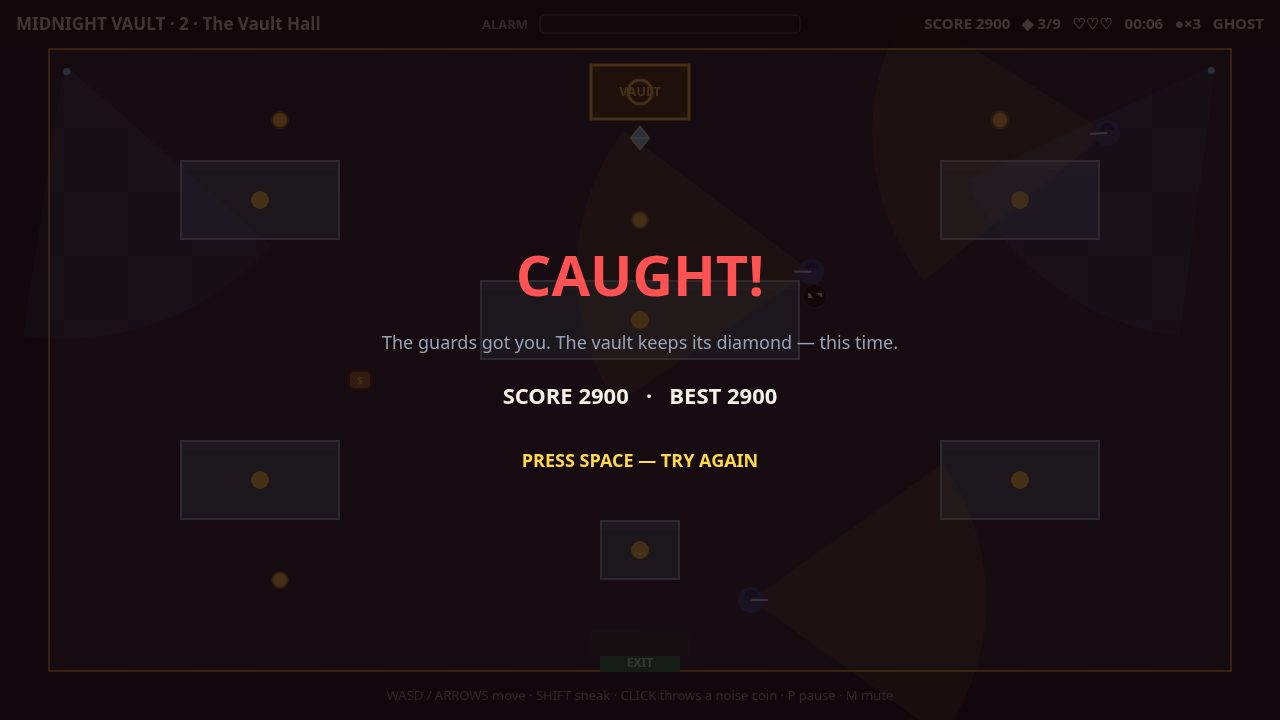 MIDNIGHT VAULT · 2 · The Vault Hall
ALARM
SCORE 2900 ◆ 3/9 ♡♡♡ 00:06 ●×3 GHOST
VAULT
CAUGHT!
The guards got you. The vault keeps its diamond — this time.
$
SCORE 2900 · BEST 2900
PRESS SPACE — TRY AGAIN
EXIT
WASD / ARROWS move · SHIFT sneak · CLICK throws a noise coin · P pause · M mute